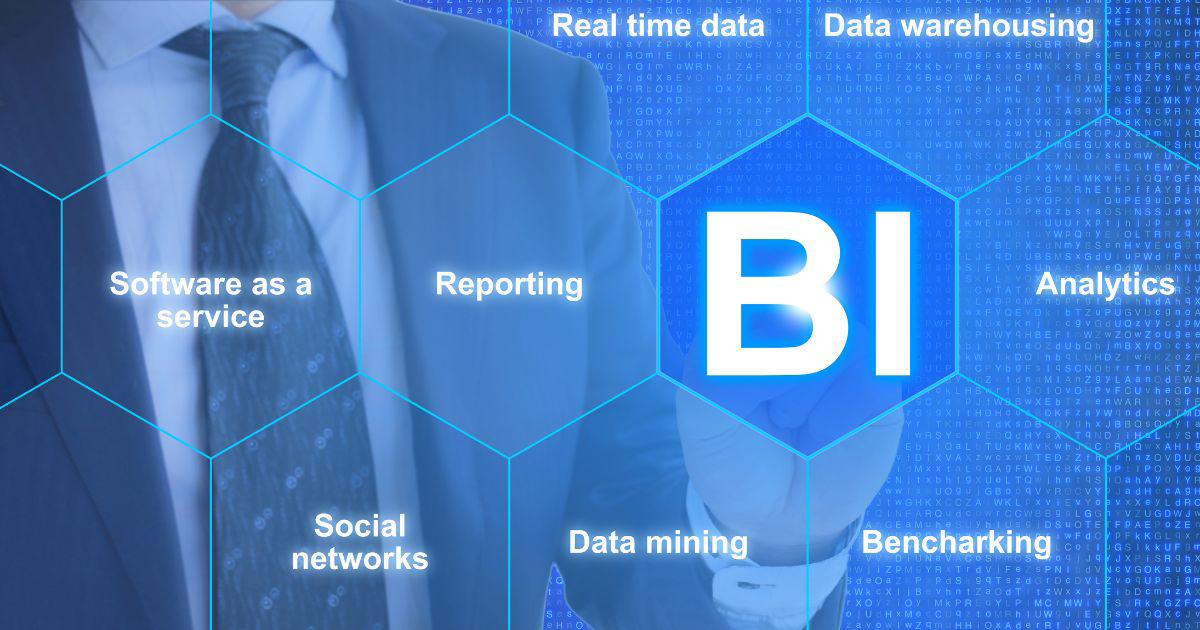 Real time data
Data warehousing
Software as a
service
Reporting
BI
Analytics
Social
networks
Data mining
Bencharking